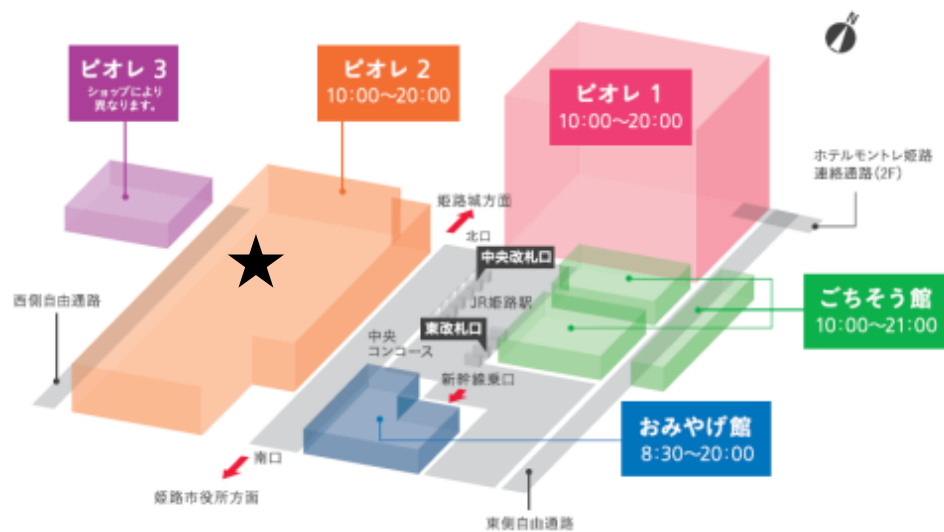 N
ピオレ 3
ショップにより
異なります。
ピオレ 2
10:00～20:00
ピオレ 1
10:00～20:00
ホテルモントレ姫路
連絡通路(2F)
姫路城方面
北口
中央改札口
西側自由通路
JR姫路駅
ごちそう館
10:00～21:00
東改札口
中央
コンコース
新幹線乗口
おみやげ館
8:30～20:00
南口
姫路市役所方面
東側自由通路